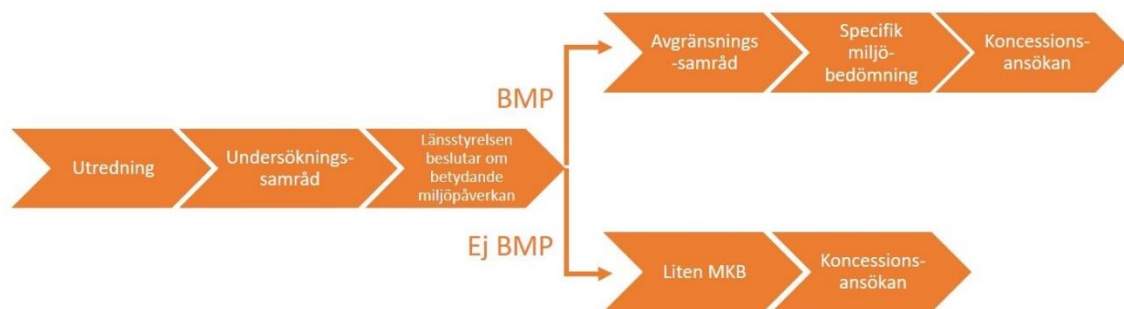 Utredning
Undersöknings-
samråd
Länsstyrelsen
beslutar om
betydande
miljöpåverkan
BMP
Avgränsnings
-samråd
Specifik
miljö-
bedömning
Koncessions-
ansökan
Ej BMP
Liten MKB
Koncessions-
ansökan